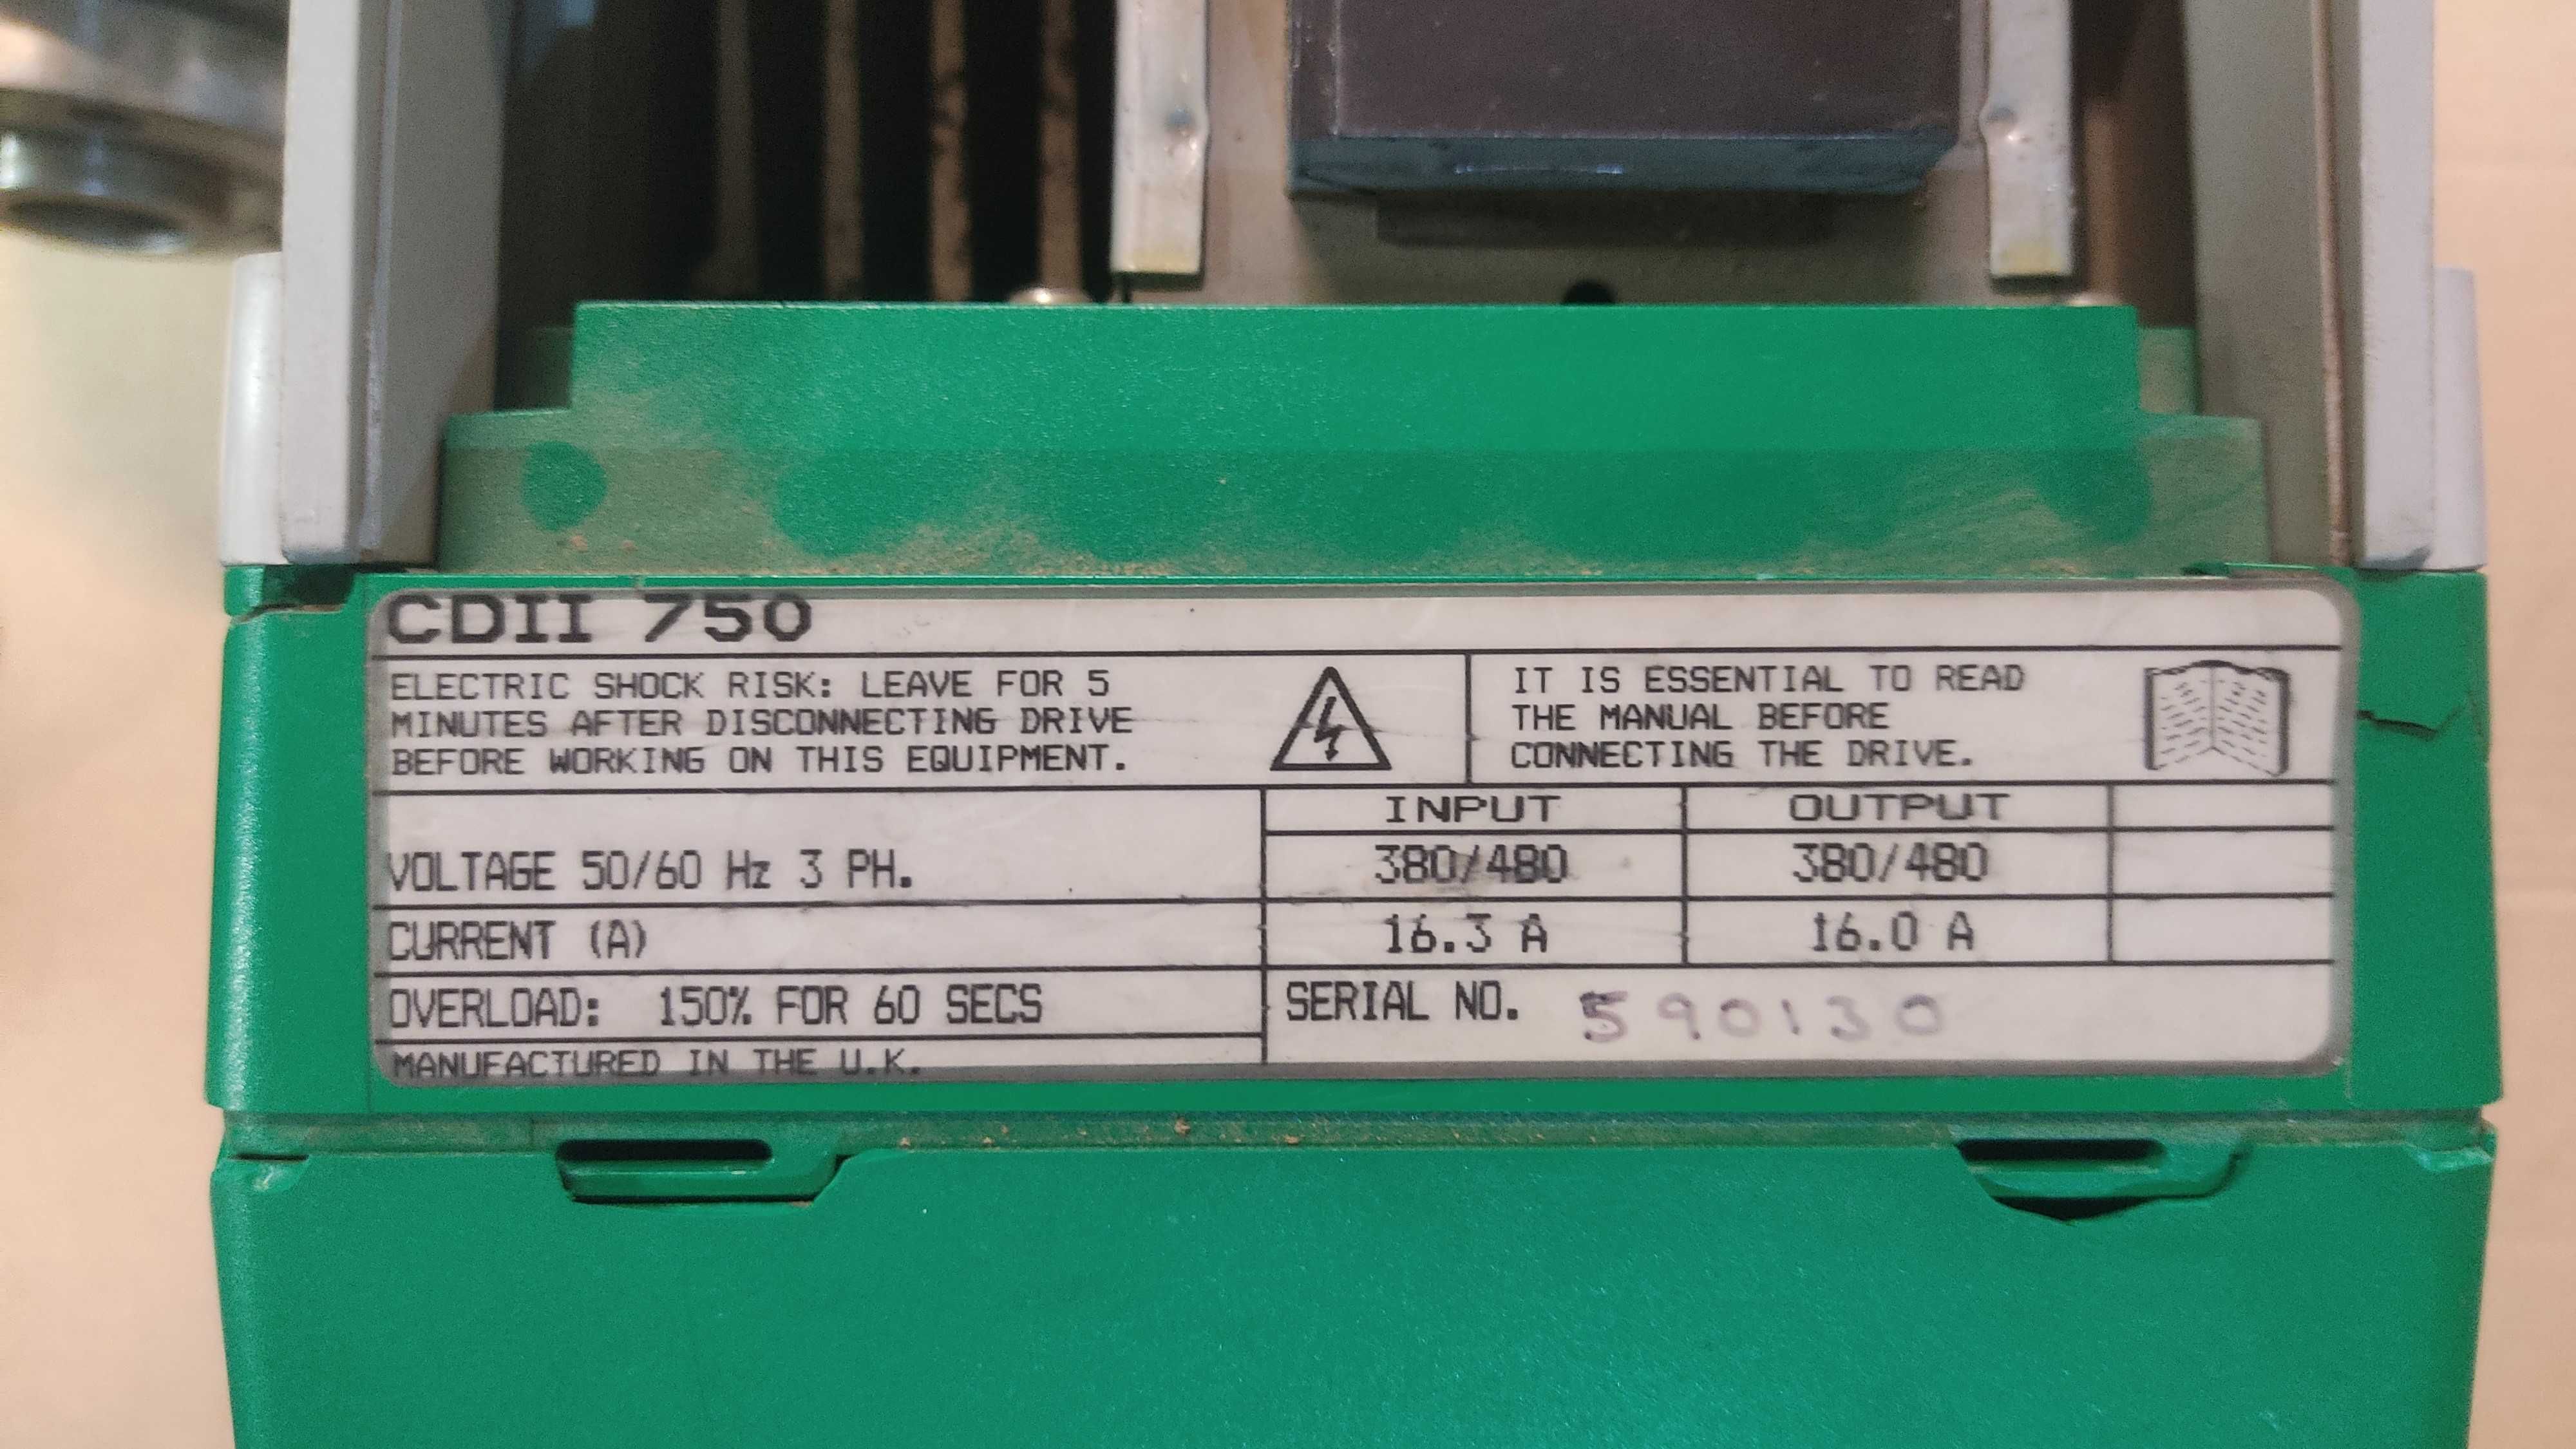 CDII 750
ELECTRIC SHOCK RISK: LEAVE FOR 5
MINUTES AFTER DISCONNECTING DRIVE
BEFORE WORKING ON THIS EQUIPMENT.
IT IS ESSENTIAL TO READ
THE MANUAL BEFORE
CONNECTING THE DRIVE.
INPUT OUTPUT
VOLTAGE 50/60 Hz 3 PH. 380/480 380/480
CURRENT (A) 16.3 A 16.0 A
OVERLOAD: 150% FOR 60 SECS
SERIAL NO. 590130
MANUFACTURED IN THE U.K.